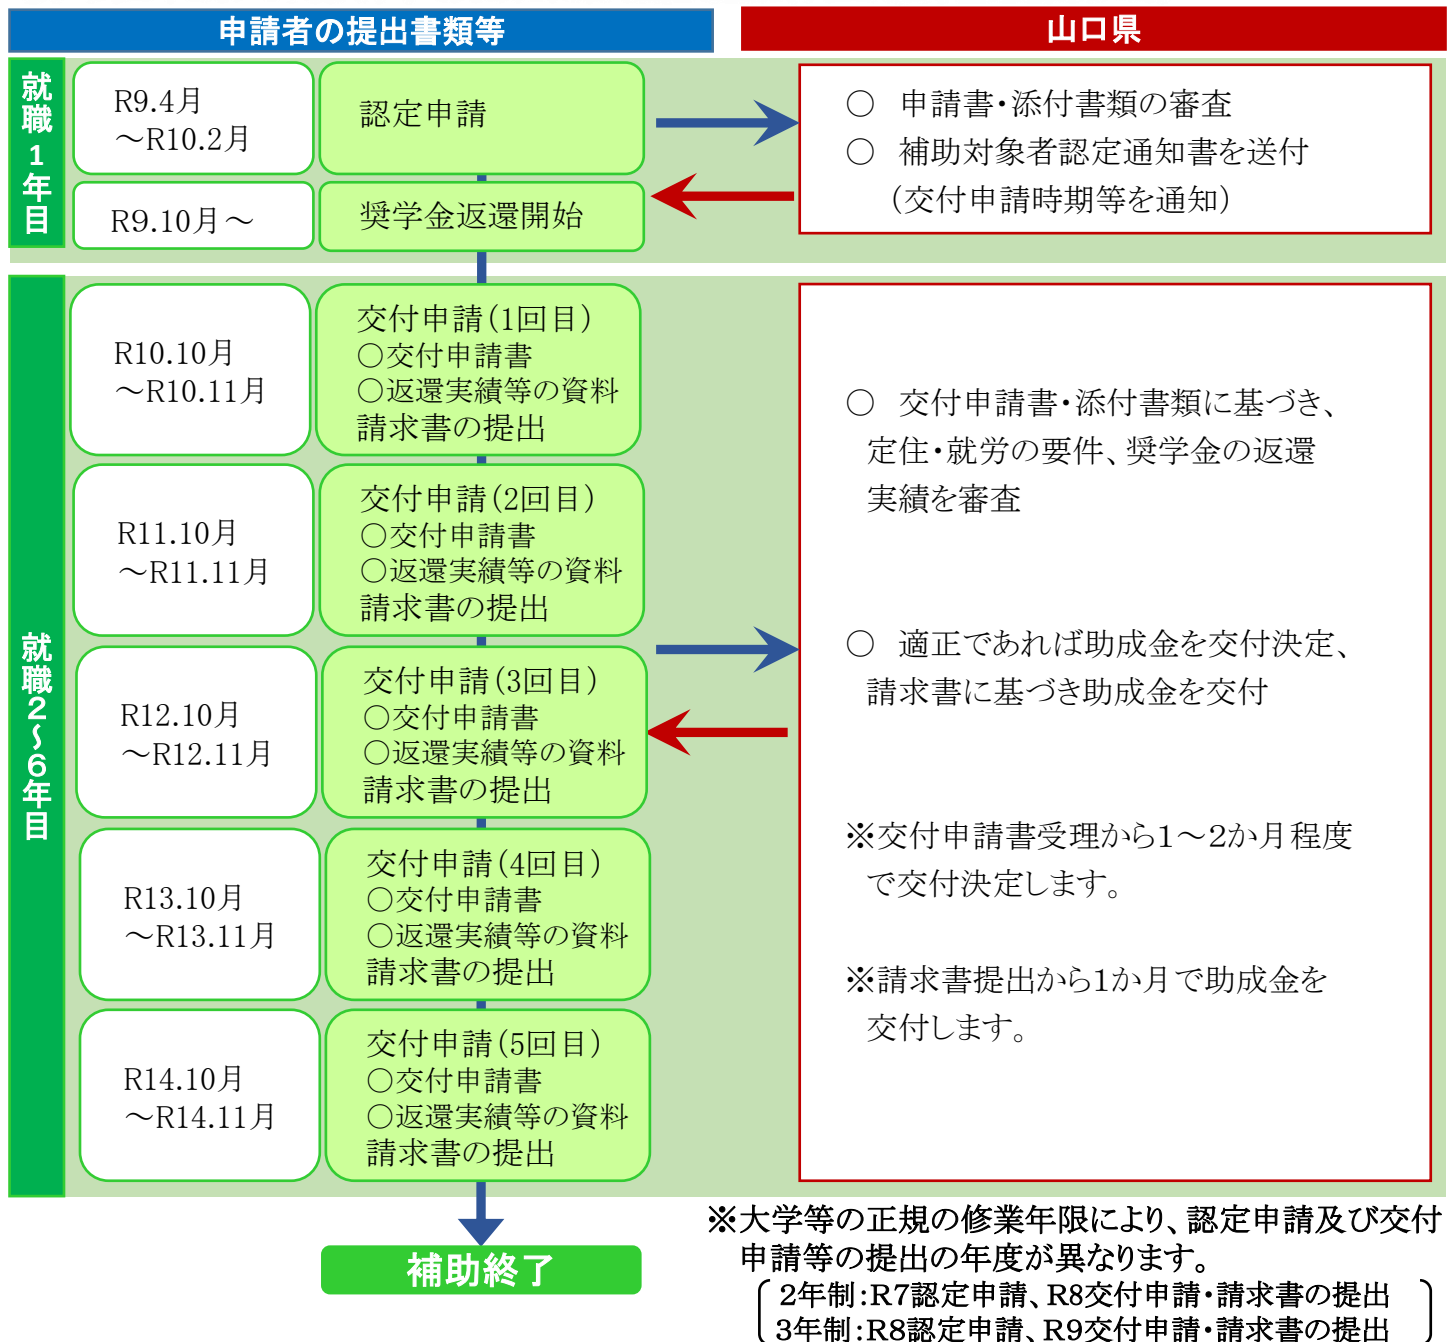 申請者の提出書類等
山口県
就職1年目
R9.4月
～R10.2月
認定申請
○ 申請書・添付書類の審査
○ 補助対象者認定通知書を送付
（交付申請時期等を通知）
R9.10月～
奨学金返還開始
就職２～６年目
R10.10月
～R10.11月
交付申請（1回目）
○交付申請書
○返還実績等の資料
請求書の提出
R11.10月
～R11.11月
交付申請（2回目）
○交付申請書
○返還実績等の資料
請求書の提出
R12.10月
～R12.11月
交付申請（3回目）
○交付申請書
○返還実績等の資料
請求書の提出
R13.10月
～R13.11月
交付申請（4回目）
○交付申請書
○返還実績等の資料
請求書の提出
R14.10月
～R14.11月
交付申請（5回目）
○交付申請書
○返還実績等の資料
請求書の提出
○ 交付申請書・添付書類に基づき、
定住・就労の要件、奨学金の返還
実績を審査
○ 適正であれば助成金を交付決定、
請求書に基づき助成金を交付
※交付申請書受理から１～２か月程度
で交付決定します。
※請求書提出から１か月で助成金を
交付します。
補助終了
※大学等の正規の修業年限により、認定申請及び交付
申請等の提出の年度が異なります。
２年制：R7認定申請、R8交付申請・請求書の提出
３年制：R8認定申請、R9交付申請・請求書の提出